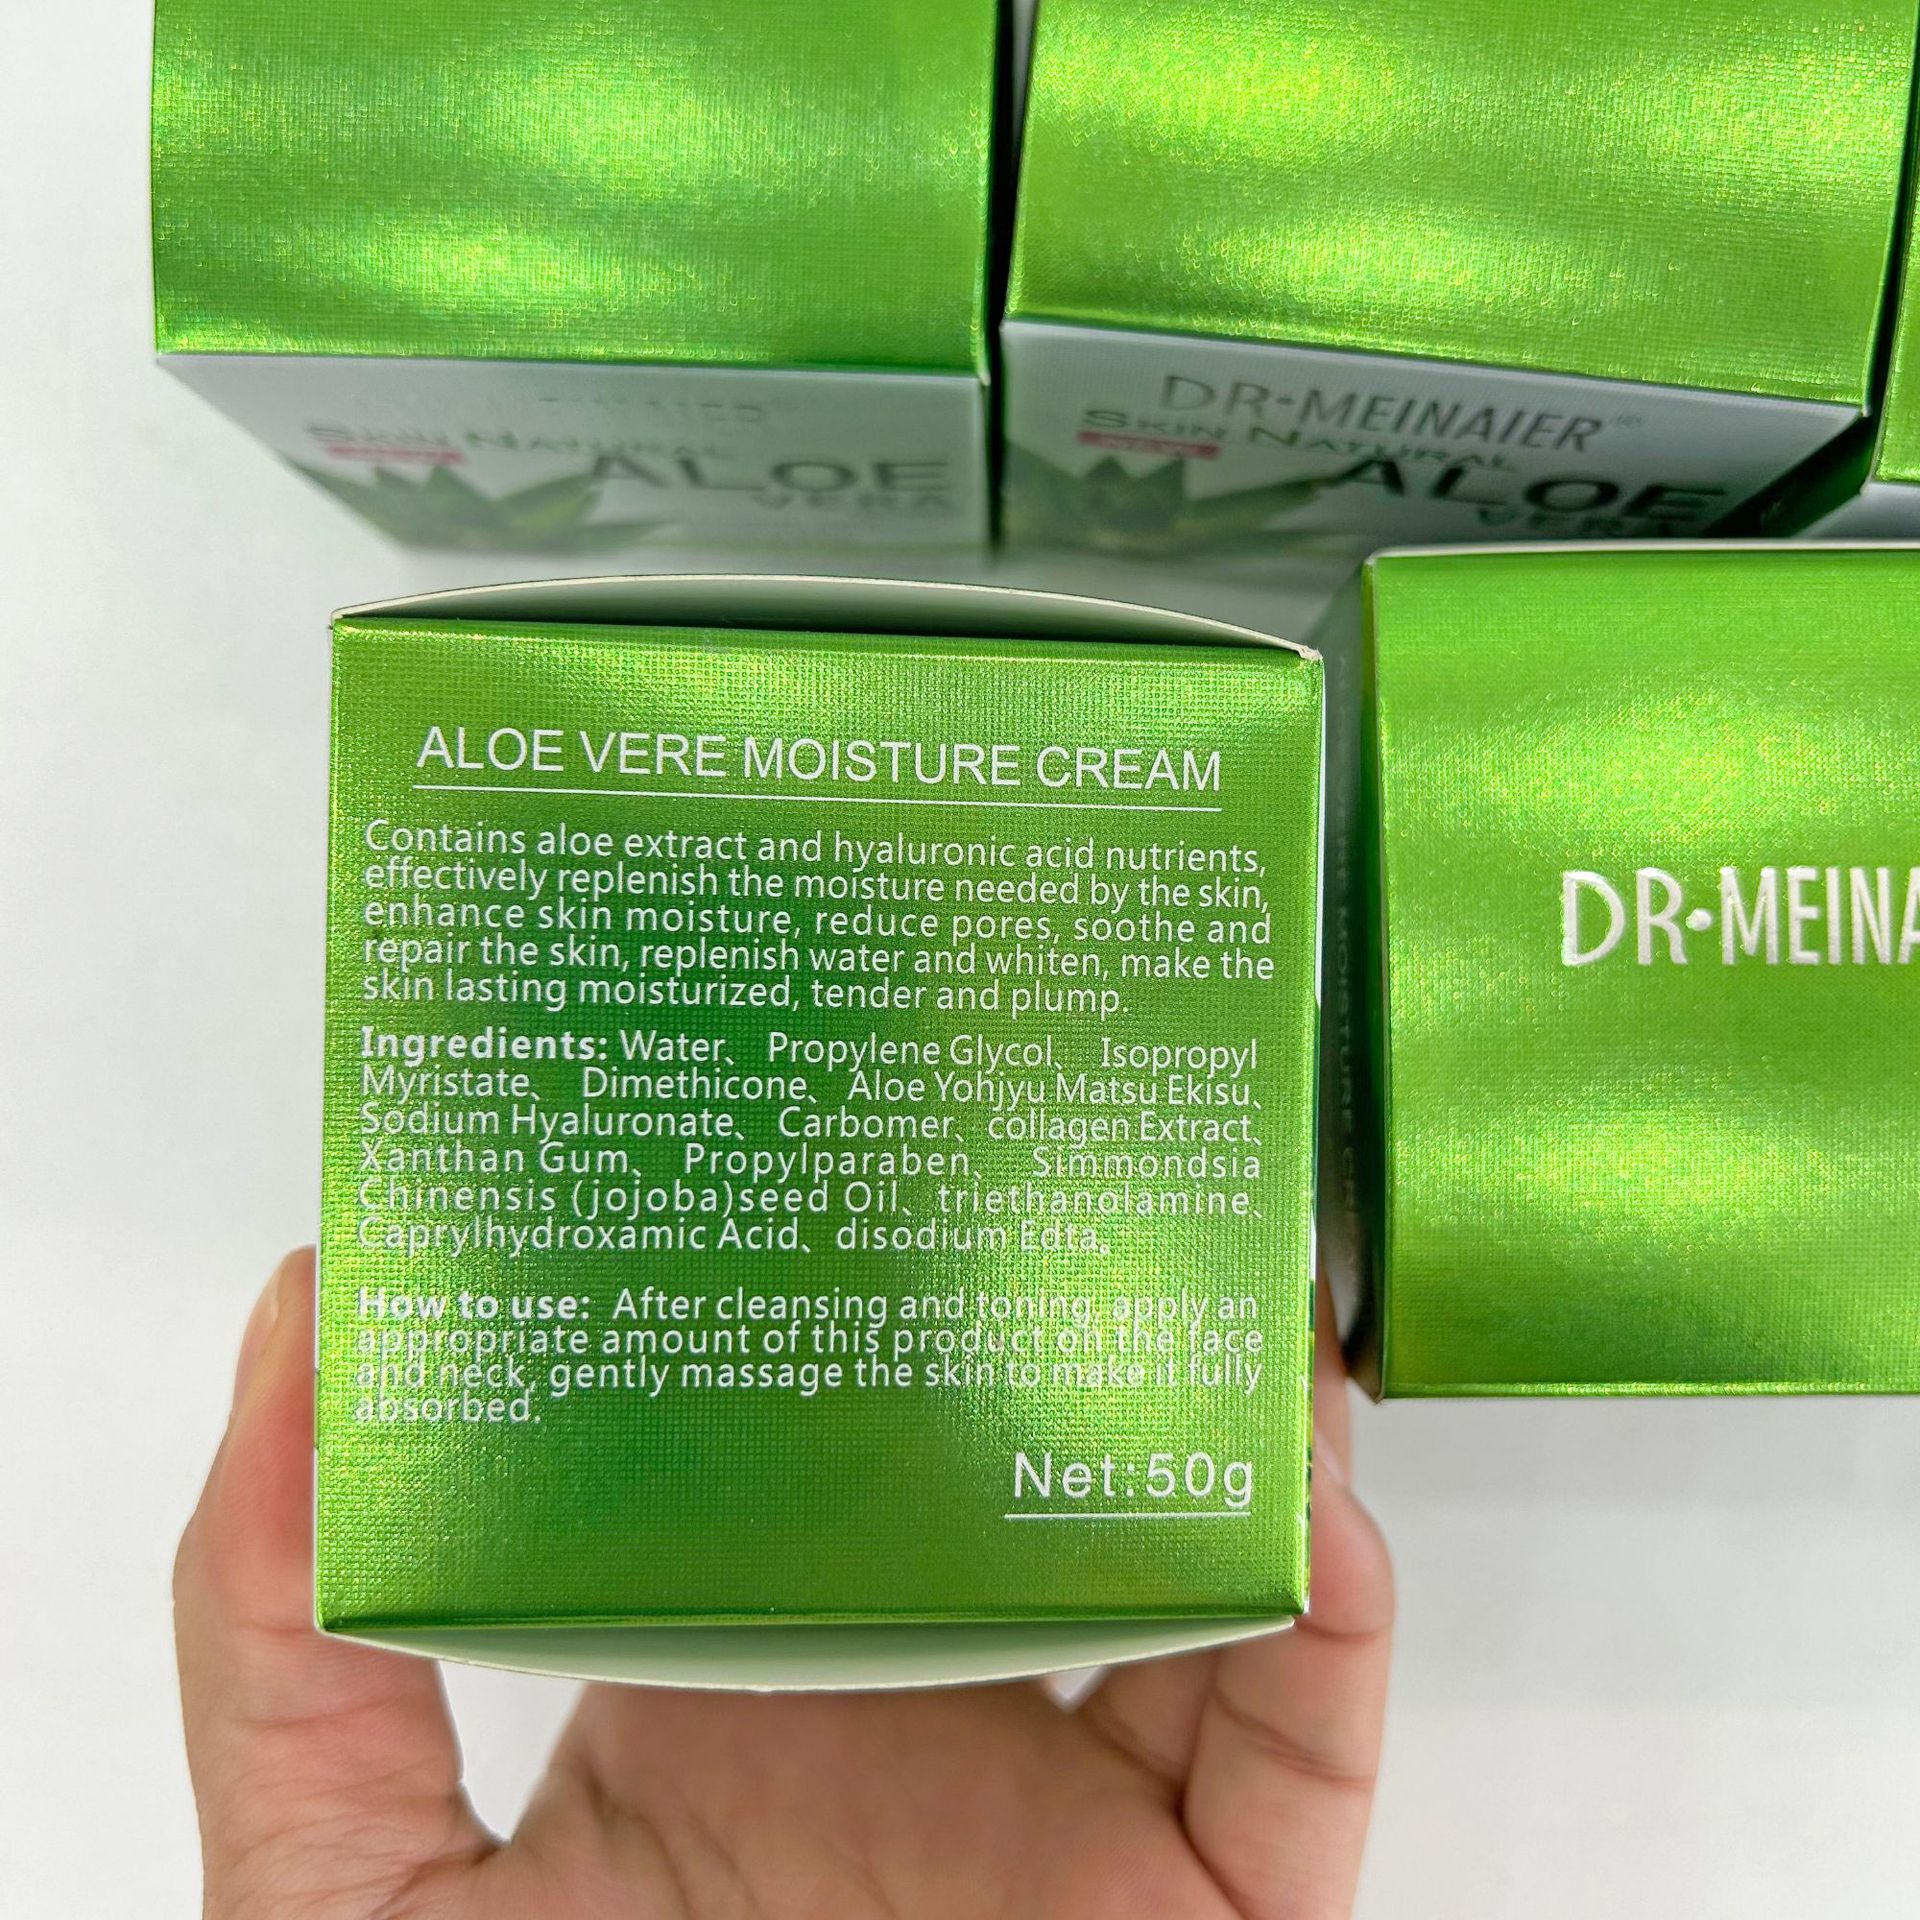 SKIN NATURAL
ALOE
VERA
DR·MEINAIER®
SKIN NATURAL
ALOE
VERA
ALOE VERE MOISTURE CREAM
Contains aloe extract and hyaluronic acid nutrients,
effectively replenish the moisture needed by the skin,
enhance skin moisture, reduce pores, soothe and
repair the skin, replenish water and whiten, make the
skin lasting moisturized, tender and plump.
Ingredients: Water、 Propylene Glycol、 Isopropyl
Myristate、 Dimethicone、 Aloe Yohjyu Matsu Ekisu、
Sodium Hyaluronate、 Carbomer、 collagen Extract、
Xanthan Gum、 Propylparaben、 Simmondsia
Chinensis (jojoba)seed Oil、 triethanolamine、
Caprylhydroxamic Acid、 disodium Edta。
How to use: After cleansing and toning, apply an
appropriate amount of this product on the face
and neck, gently massage the skin to make it fully
absorbed.
Net:50g
DR·MEINA